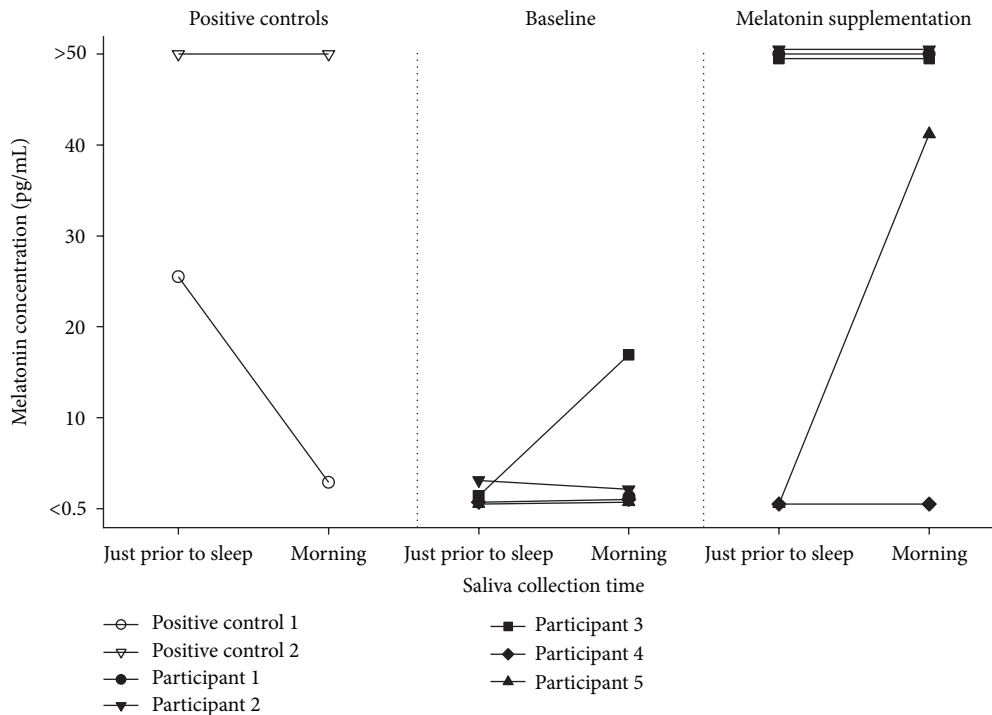 Positive controls Baseline Melatonin supplementation
>50
40
30
20
10
<0.5
Melatonin concentration (pg/mL)
Just prior to sleep Morning Just prior to sleep Morning Just prior to sleep Morning
Saliva collection time
Positive control 1
Positive control 2
Participant 1
Participant 2
Participant 3
Participant 4
Participant 5